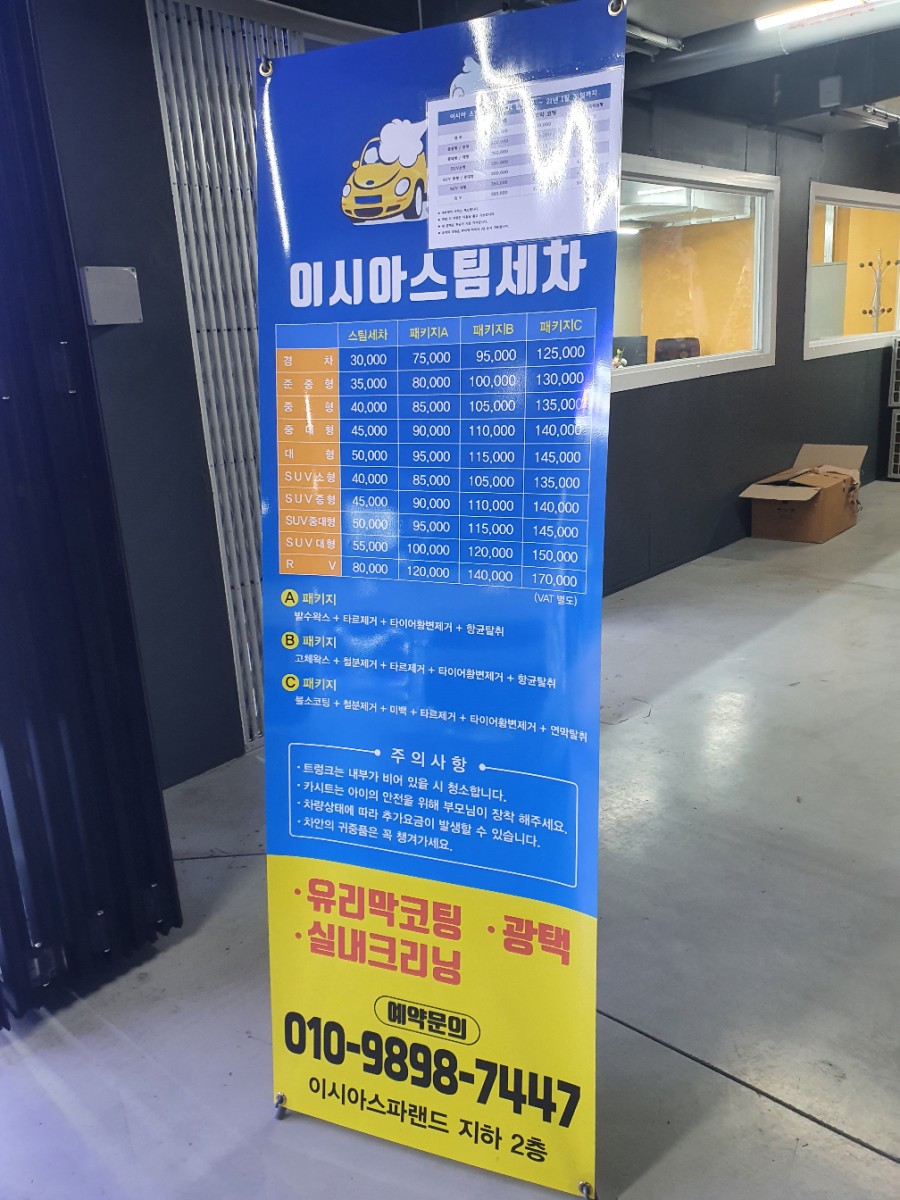 이시아스팀세차
스팀세차 패키지A 패키지B 패키지C
경 차 30,000 75,000 95,000 125,000
준 중 형 35,000 80,000 100,000 130,000
중 형 40,000 85,000 105,000 135,000
중 대 형 45,000 90,000 110,000 140,000
대 형 50,000 95,000 115,000 145,000
SUV소형 40,000 85,000 105,000 135,000
SUV중형 45,000 90,000 110,000 140,000
SUV중대형 50,000 95,000 115,000 145,000
SUV대형 55,000 100,000 120,000 150,000
R V 80,000 120,000 140,000 170,000
(VAT 별도)
A 패키지
발수왁스 + 타르제거 + 타이어황변제거 + 항균탈취
B 패키지
고체왁스 + 철분제거 + 타르제거 + 타이어황변제거 + 항균탈취
C 패키지
불소코팅 + 철분제거 + 미백 + 타르제거 + 타이어황변제거 + 연막탈취
주의사항
· 트렁크는 내부가 비어 있을 시 청소합니다.
· 카시트는 아이의 안전을 위해 부모님이 장착 해주세요.
· 차량상태에 따라 추가요금이 발생할 수 있습니다.
· 차안의 귀중품은 꼭 챙겨가세요.
· 유리막코팅 · 광택
· 실내크리닝
예약문의
010-9898-7447
이시아스파랜드 지하 2층